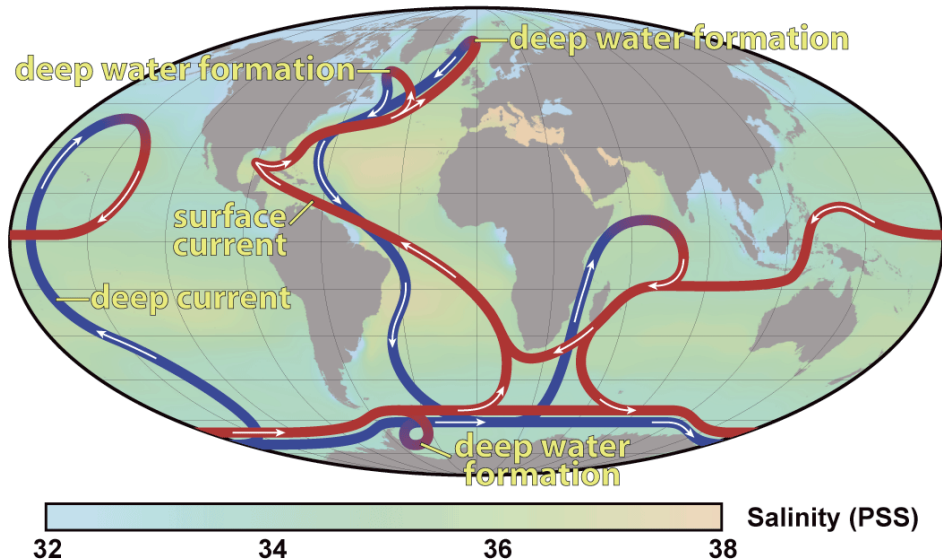 deep water formation
deep water formation
surface
current
deep current
deep water
formation
Salinity (PSS)
32 34 36 38